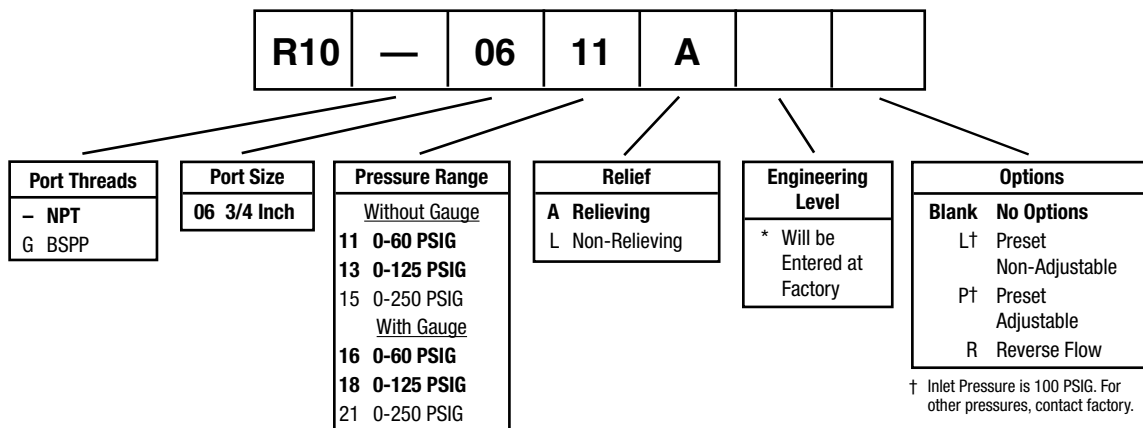 R10 — 06 11 A
Port Threads
– NPT
G BSPP
Port Size
06 3/4 Inch
Pressure Range
Without Gauge
11 0-60 PSIG
13 0-125 PSIG
15 0-250 PSIG
With Gauge
16 0-60 PSIG
18 0-125 PSIG
21 0-250 PSIG
Relief
A Relieving
L Non-Relieving
Engineering
Level
* Will be
Entered at
Factory
Options
Blank No Options
L† Preset
Non-Adjustable
P† Preset
Adjustable
R Reverse Flow
† Inlet Pressure is 100 PSIG. For
other pressures, contact factory.